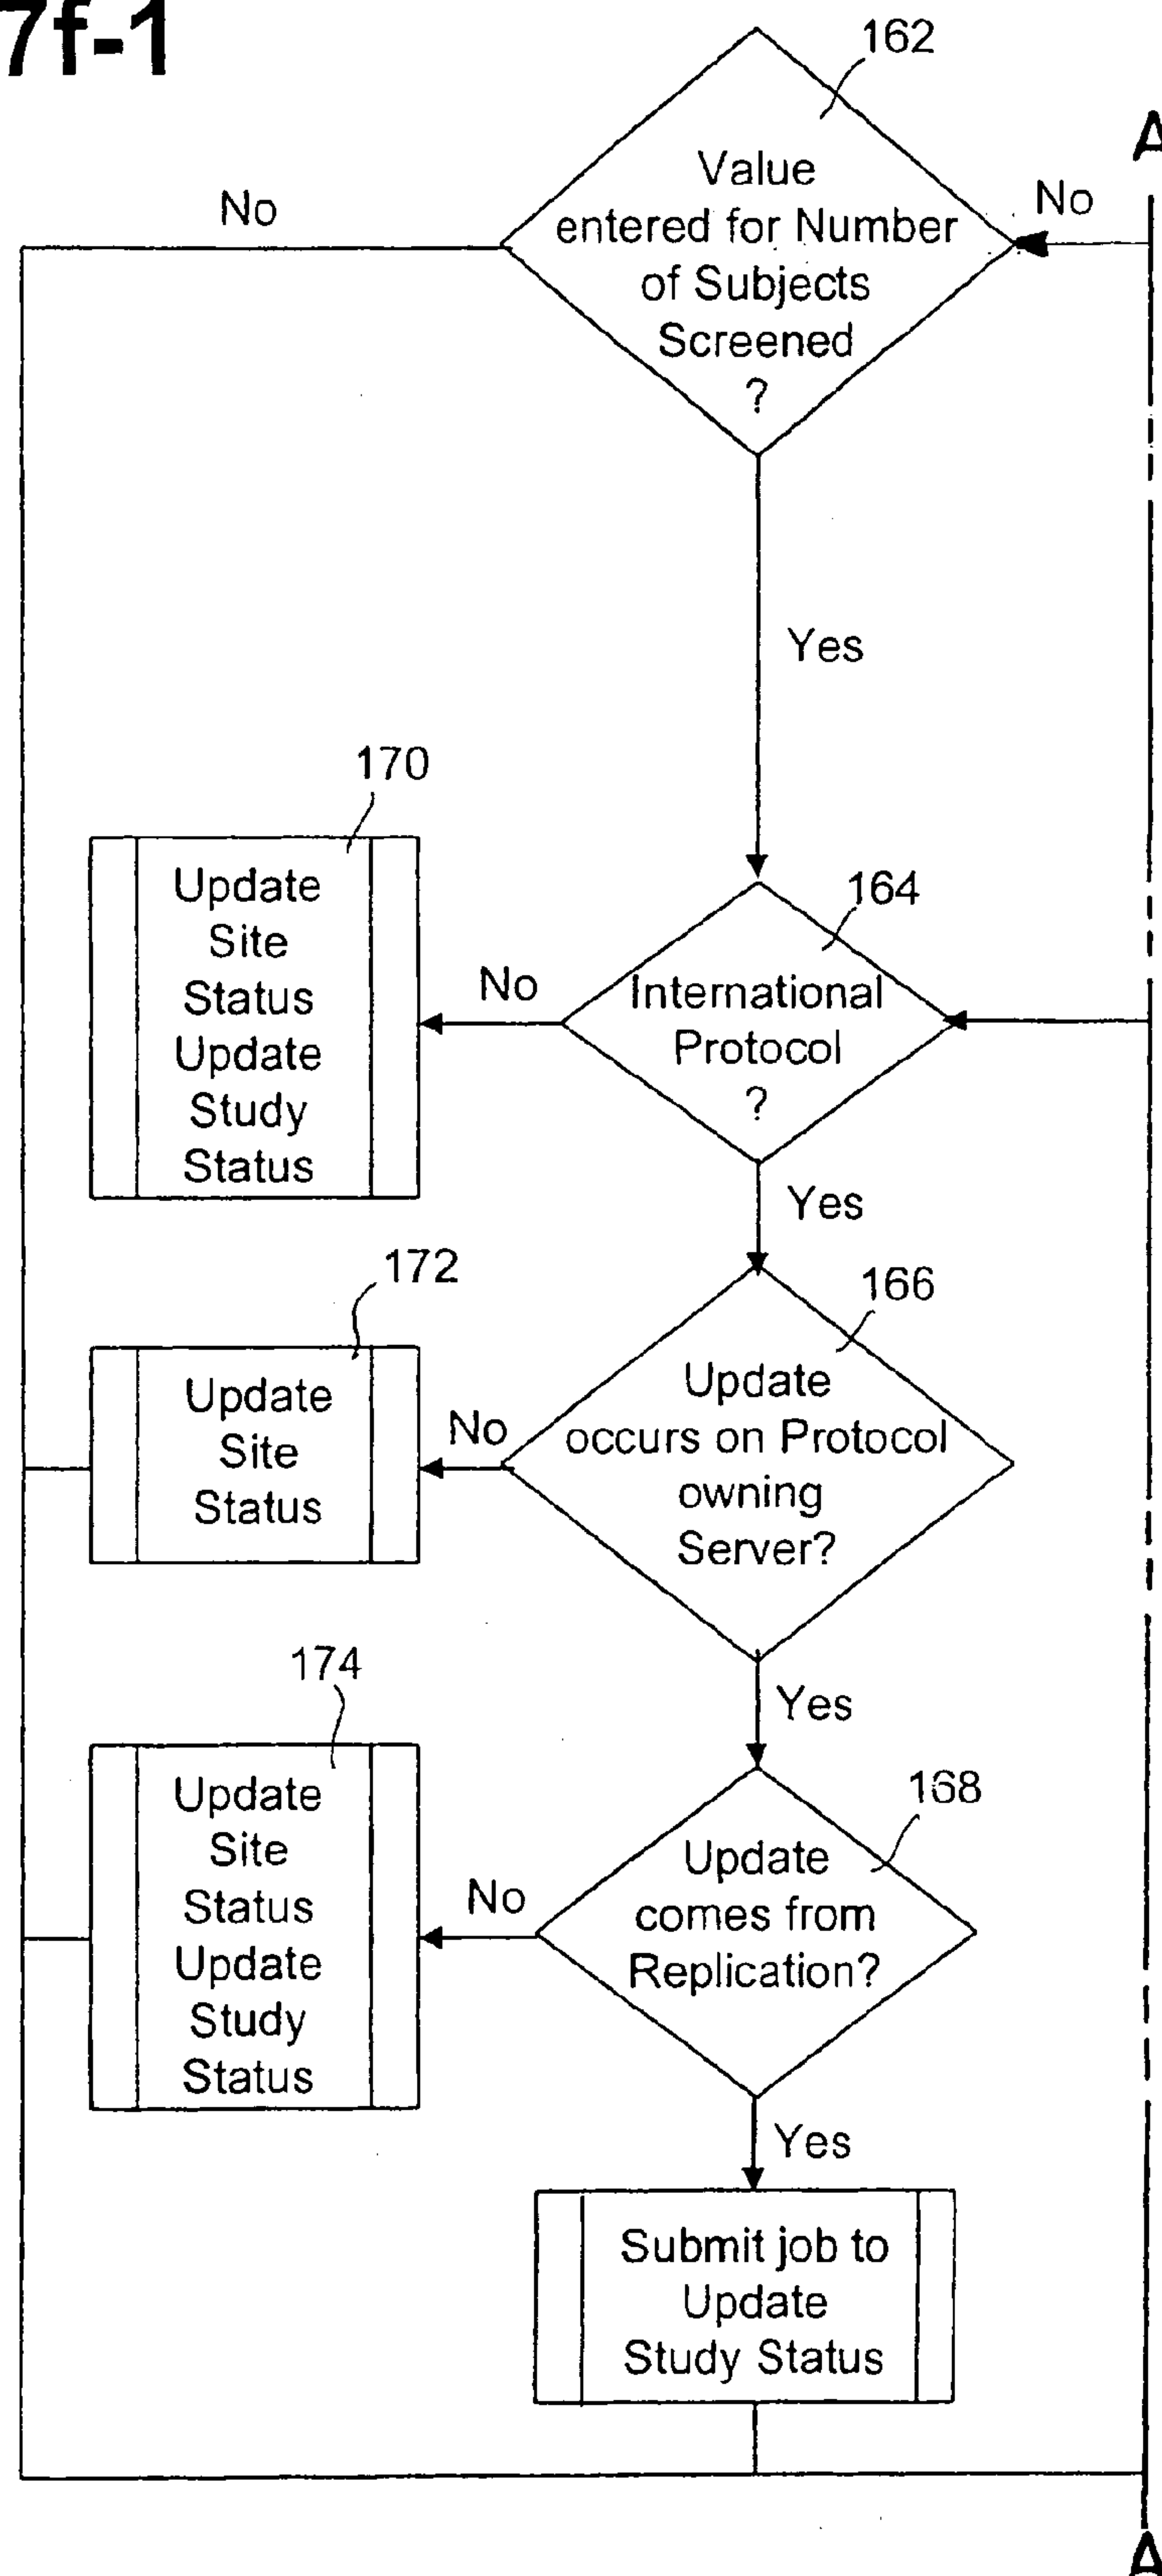 7f-1
162
A
No
No
Value
entered for Number
of Subjects
Screened
?
Yes
170
Update
Site
Status
Update
Study
Status
164
No
International
Protocol
?
Yes
172
166
Update
Site
Status
No
Update
occurs on Protocol
owning
Server?
Yes
174
168
Update
Site
Status
Update
Study
Status
No
Update
comes from
Replication?
Yes
Submit job to
Update
Study Status
A